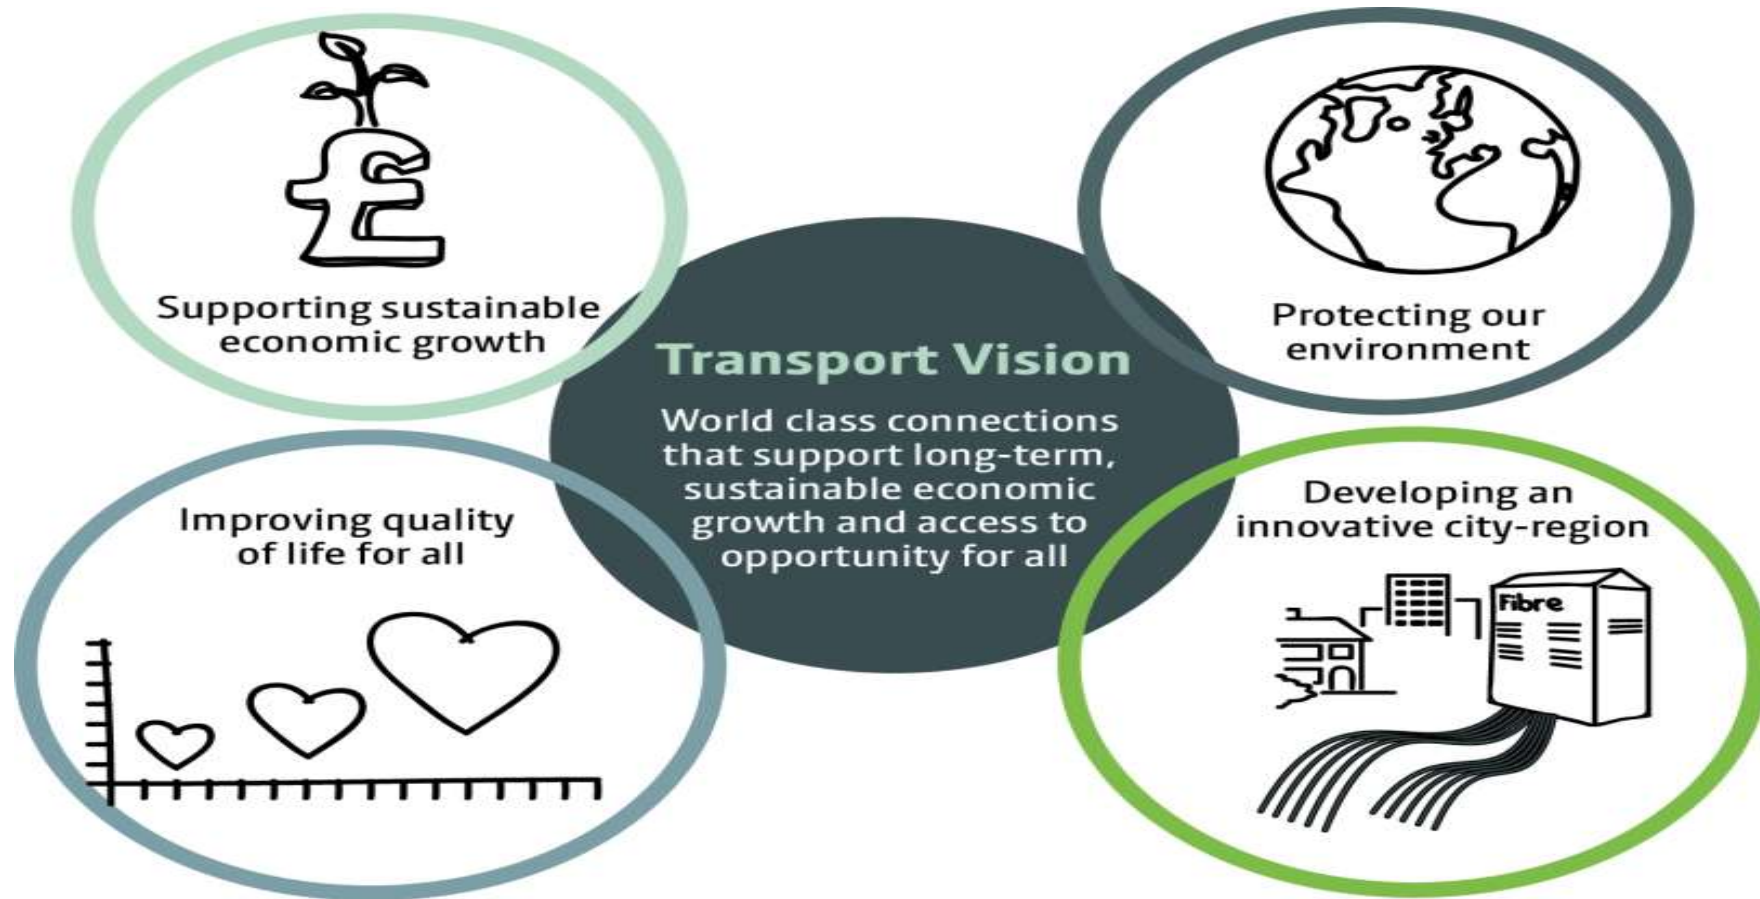 Supporting sustainable
economic growth
Protecting our
environment
Transport Vision
World class connections
that support long-term,
sustainable economic
growth and access to
opportunity for all
Improving quality
of life for all
Developing an
innovative city-region
Fibre